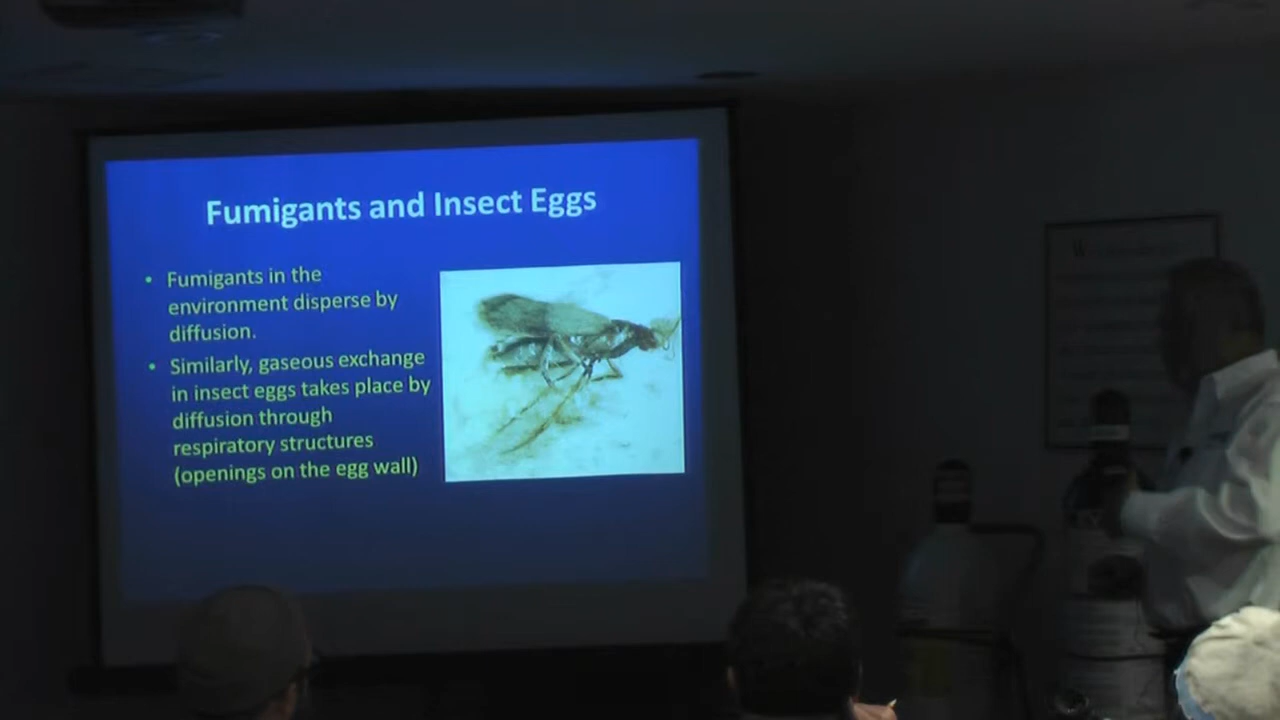 Fumigants and Insect Eggs
• Fumigants in the
environment disperse by
diffusion.
• Similarly, gaseous exchange
in insect eggs takes place by
diffusion through
respiratory structures
(openings on the egg wall)